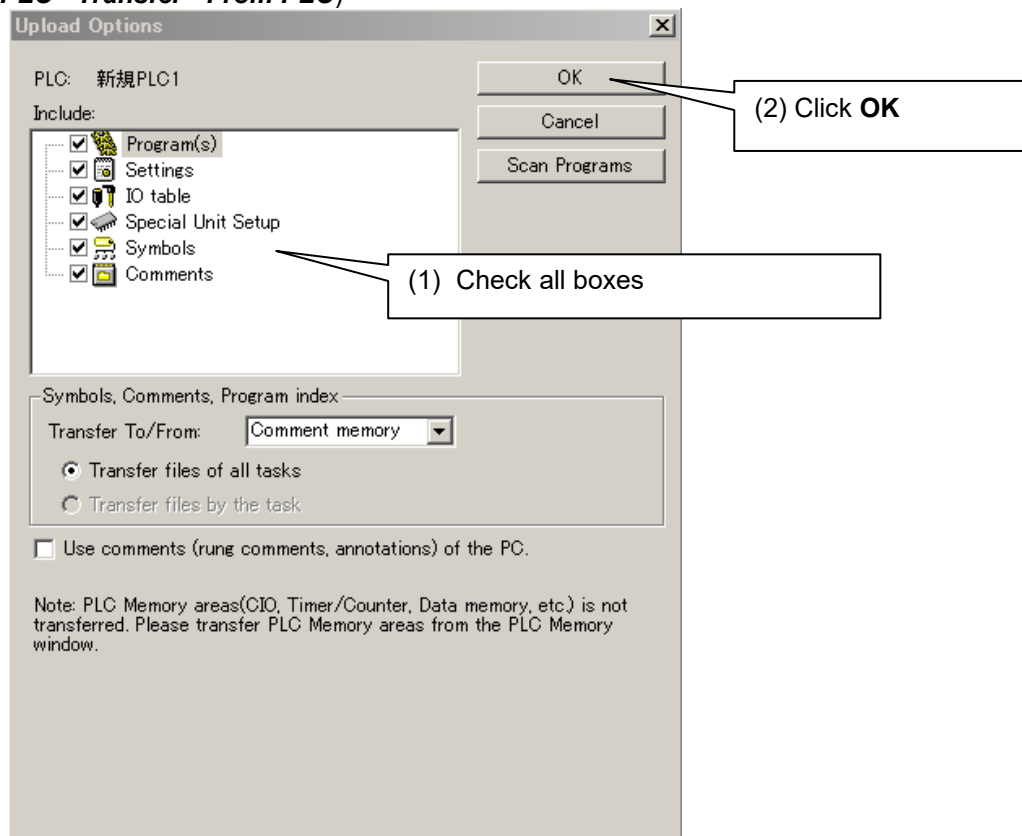 PLC - Transfer - From PLC)
Upload Options
PLC: 新規PLC1
OK
(2) Click OK
Include:
Cancel
Program(s)
Scan Programs
Settings
IO table
Special Unit Setup
Symbols
(1) Check all boxes
Comments
Symbols, Comments, Program index
Transfer To/From: Comment memory
Transfer files of all tasks
Transfer files by the task
Use comments (rung comments, annotations) of the PC.
Note: PLC Memory areas(CIO, Timer/Counter, Data memory, etc.) is not
transferred. Please transfer PLC Memory areas from the PLC Memory
window.